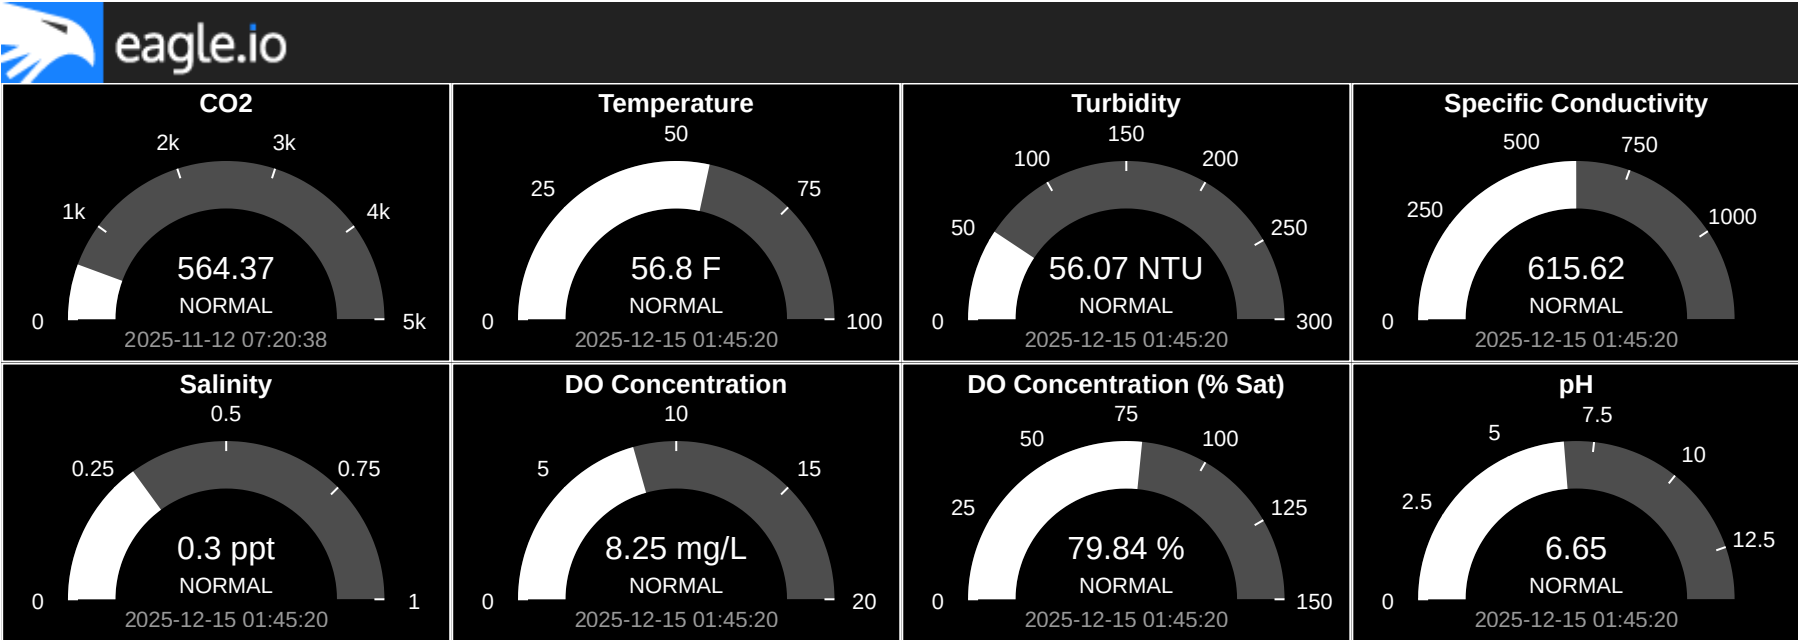 eagle.io
CO2
2k
3k
1k
4k
564.37
NORMAL
0
5k
2025-11-12 07:20:38
Temperature
50
25
75
56.8 F
NORMAL
0
100
2025-12-15 01:45:20
Turbidity
150
100
200
50
250
56.07 NTU
NORMAL
0
300
2025-12-15 01:45:20
Specific Conductivity
500
750
250
1000
615.62
NORMAL
0
2025-12-15 01:45:20
Salinity
0.5
0.25
0.75
0.3 ppt
NORMAL
0
1
2025-12-15 01:45:20
DO Concentration
10
5
15
8.25 mg/L
NORMAL
0
20
2025-12-15 01:45:20
DO Concentration (% Sat)
75
50
100
25
125
79.84 %
NORMAL
0
150
2025-12-15 01:45:20
pH
7.5
5
10
2.5
12.5
6.65
NORMAL
0
2025-12-15 01:45:20